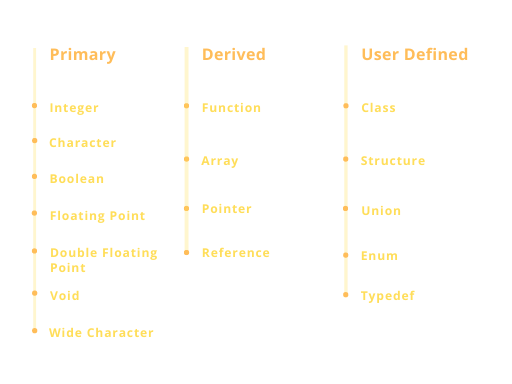 Primary
Integer
Character
Boolean
Floating Point
Double Floating
Point
Void
Wide Character
Derived
Function
Array
Pointer
Reference
User Defined
Class
Structure
Union
Enum
Typedef